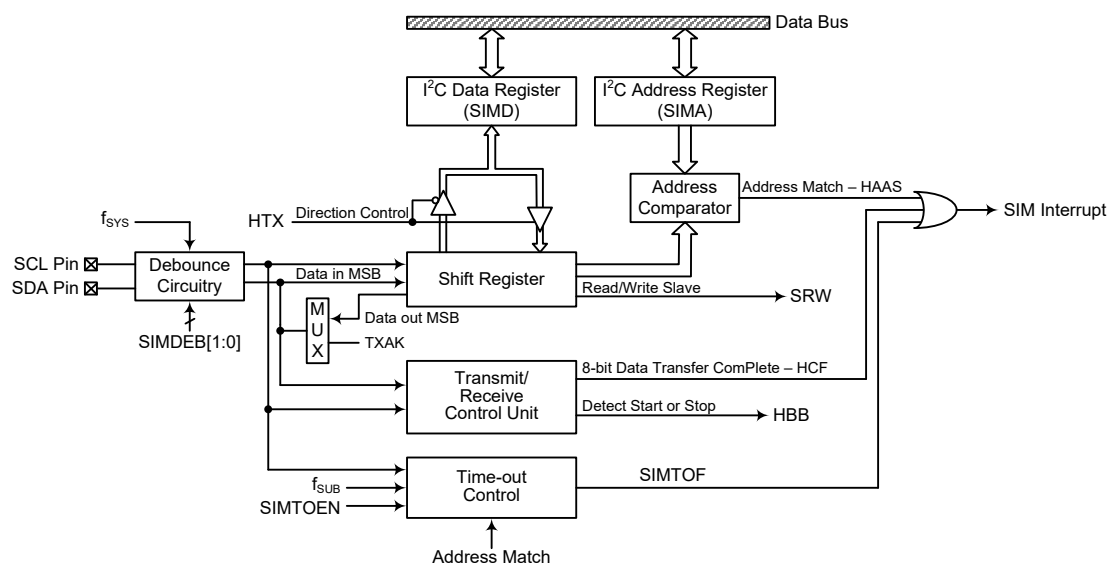 Data Bus
I²C Data Register
(SIMD)
I²C Address Register
(SIMA)
Address
Comparator
Address Match – HAAS
SIM Interrupt
HTX
Direction Control
fSYS
SCL Pin
SDA Pin
Debounce
Circuitry
SIMDEB[1:0]
Data in MSB
Shift Register
Read/Write Slave
SRW
M
U
X
Data out MSB
TXAK
Transmit/
Receive
Control Unit
8-bit Data Transfer ComPlete – HCF
Detect Start or Stop
HBB
Time-out
Control
fSUB
SIMTOEN
SIMTOF
Address Match